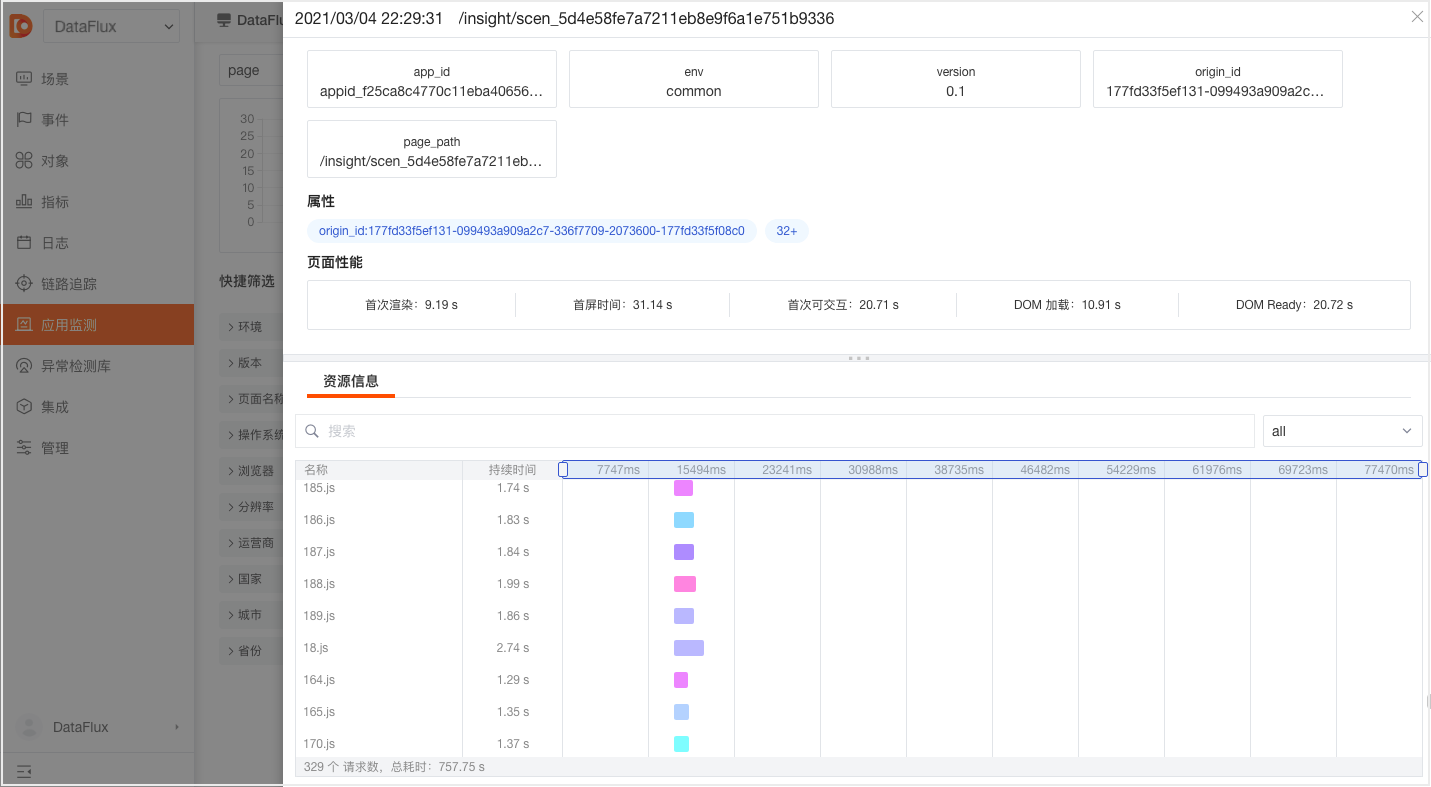 DataFlux
场景
事件
对象
指标
日志
链路追踪
应用监测
异常检测库
集成
管理
DataFlux
page
30
25
20
15
10
5
0
快捷筛选
环境
版本
页面名称
操作系统
浏览器
分辨率
运营商
国家
城市
省份
2021/03/04 22:29:31 /insight/scen_5d4e58fe7a7211eb8e9f6a1e751b9336
app_id
appid_f25ca8c4770c11eba40656...
env
common
version
0.1
origin_id
177fd33f5ef131-099493a909a2c...
page_path
/insight/scen_5d4e58fe7a7211eb...
属性
origin_id:177fd33f5ef131-099493a909a2c7-336f7709-2073600-177fd33f5f08c0 32+
页面性能
首次渲染：9.19 s 首屏时间：31.14 s 首次可交互：20.71 s DOM 加载：10.91 s DOM Ready：20.72 s
资源信息
搜索 all
名称 持续时间 7747ms 15494ms 23241ms 30988ms 38735ms 46482ms 54229ms 61976ms 69723ms 77470ms
185.js 1.74 s
186.js 1.83 s
187.js 1.84 s
188.js 1.99 s
189.js 1.86 s
18.js 2.74 s
164.js 1.29 s
165.js 1.35 s
170.js 1.37 s
329 个 请求数，总耗时：757.75 s